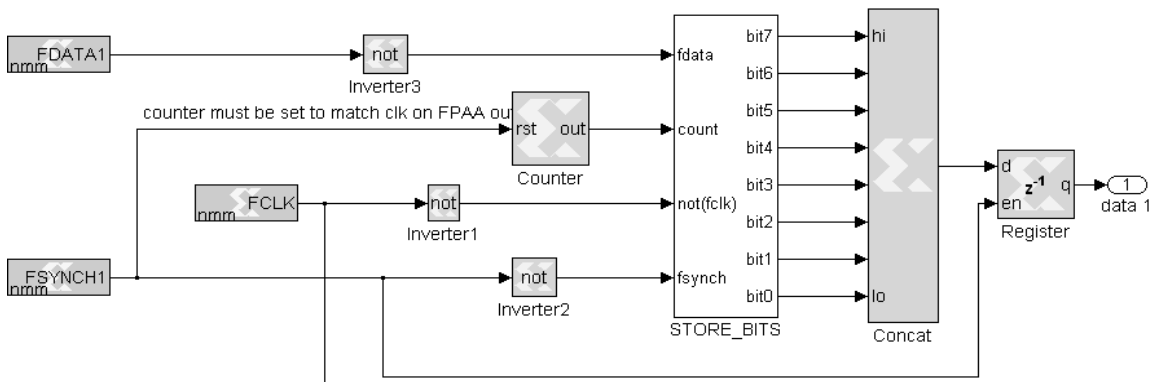 FDATA1
nmm
not
Inverter3
counter must be set to match clk on FPAA out
rst out
Counter
FCLK
nmm
not
Inverter1
FSYNCH1
nmm
not
Inverter2
fdata
count
not(fclk)
fsynch
bit7
bit6
bit5
bit4
bit3
bit2
bit1
bit0
STORE_BITS
hi
lo
Concat
d
en
z-1
q
Register
1
data 1